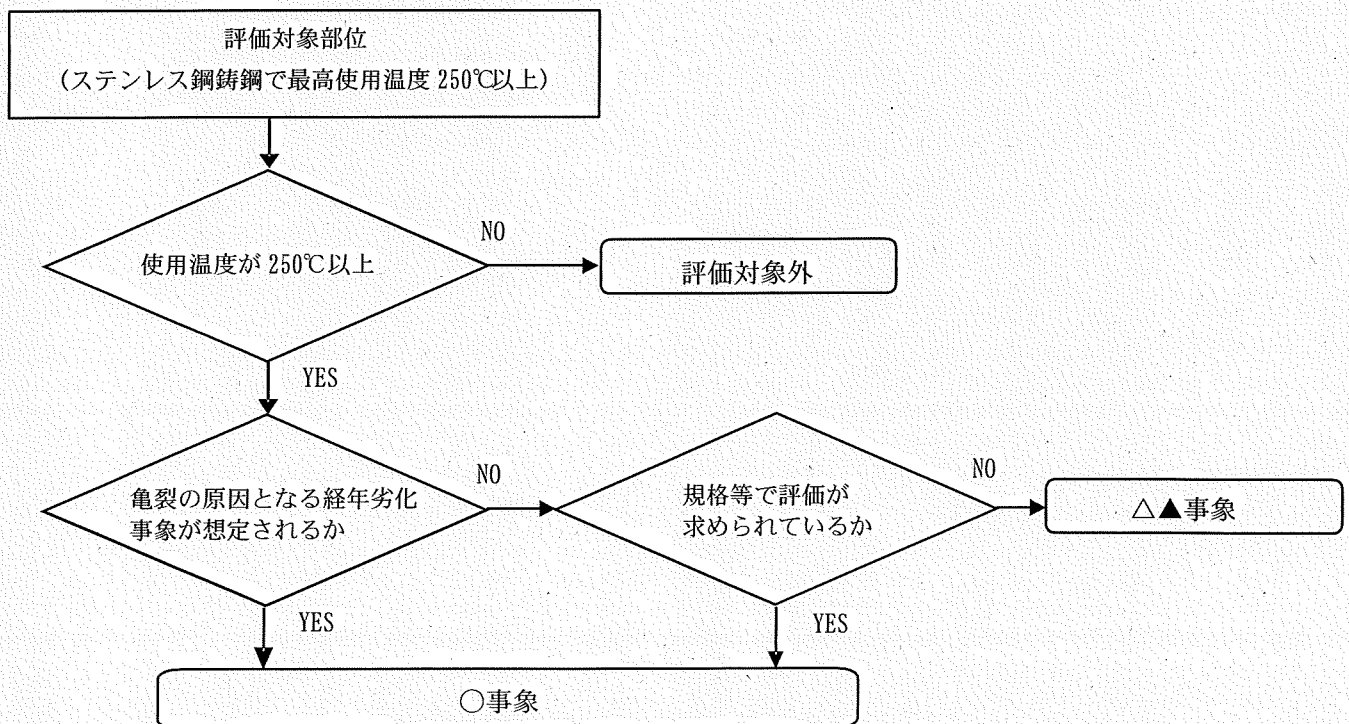 評価対象部位
(ステンレス鋼鋳鋼で最高使用温度 250℃以上)
使用温度が 250℃以上
NO
評価対象外
YES
亀裂の原因となる経年劣化
事象が想定されるか
NO
規格等で評価が
求められているか
NO
△▲事象
YES
YES
○事象